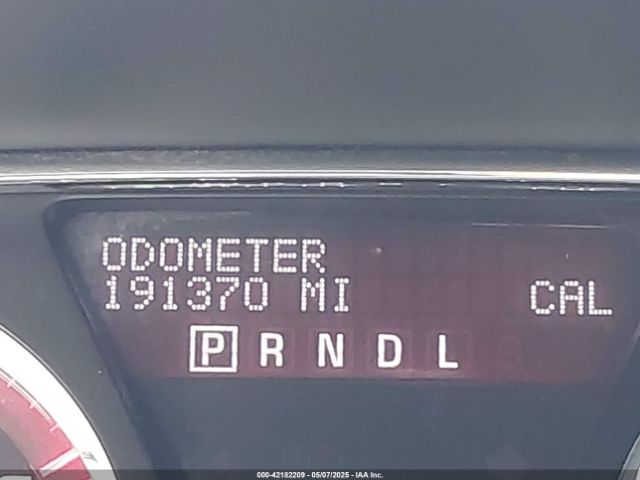 ODOMETER
191370 MI CAL
P R N D L
000-42182209 - 05/07/2025 - IAA Inc.